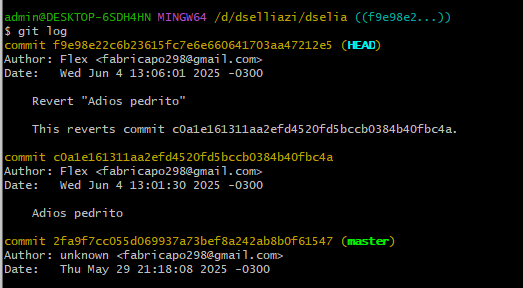 admin@DESKTOP-6SDH4HN MINGW64 /d/dselliazi/dselia ((f9e98e2...))
$ git log
commit f9e98e22c6b23615fc7e6e660641703aa47212e5 (HEAD)
Author: Flex <fabricapo298@gmail.com>
Date:   Wed Jun 4 13:06:01 2025 -0300

    Revert "Adios pedrito"

    This reverts commit c0a1e161311aa2efd4520fd5bccb0384b40fbc4a.

commit c0a1e161311aa2efd4520fd5bccb0384b40fbc4a
Author: Flex <fabricapo298@gmail.com>
Date:   Wed Jun 4 13:01:30 2025 -0300

    Adios pedrito

commit 2fa9f7cc055d069937a73bef8a242ab8b0f61547 (master)
Author: unknown <fabricapo298@gmail.com>
Date:   Thu May 29 21:18:08 2025 -0300